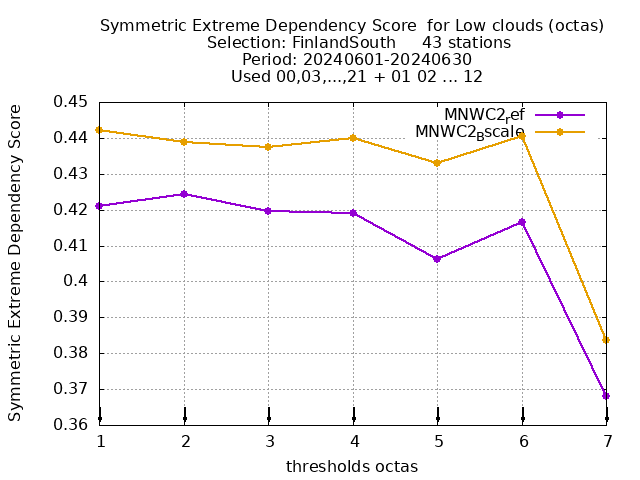 Symmetric Extreme Dependency Score  for Low clouds (octas)
Selection: FinlandSouth     43 stations
Period: 20240601-20240630
Used 00,03,...,21 + 01 02 ... 12
Symmetric Extreme Dependency Score
0.45
0.44
0.43
0.42
0.41
0.4
0.39
0.38
0.37
0.36
MNWC2ref
MNWC2Bscale
1 2 3 4 5 6 7
thresholds octas